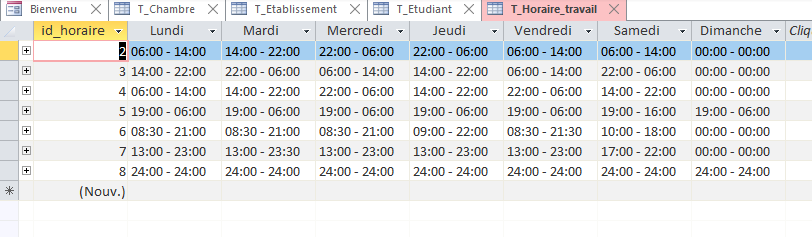 Bienvenu T_Chambre T_Etablissement T_Etudiant T_Horaire_travail
id_horaire Lundi Mardi Mercredi Jeudi Vendredi Samedi Dimanche Cliq
2 06:00 - 14:00 14:00 - 22:00 22:00 - 06:00 22:00 - 06:00 06:00 - 14:00 06:00 - 14:00 00:00 - 00:00
3 14:00 - 22:00 22:00 - 06:00 06:00 - 14:00 14:00 - 22:00 06:00 - 14:00 22:00 - 06:00 00:00 - 00:00
4 06:00 - 14:00 14:00 - 22:00 22:00 - 06:00 14:00 - 22:00 22:00 - 06:00 14:00 - 22:00 00:00 - 00:00
5 19:00 - 06:00 19:00 - 06:00 19:00 - 06:00 19:00 - 06:00 19:00 - 06:00 19:00 - 16:00 19:00 - 06:00
6 08:30 - 21:00 08:30 - 21:00 08:30 - 21:00 09:00 - 22:00 08:30 - 21:30 10:00 - 18:00 00:00 - 00:00
7 13:00 - 23:00 13:00 - 23:30 13:00 - 23:00 13:00 - 23:00 13:00 - 23:00 17:00 - 22:00 00:00 - 00:00
8 24:00 - 24:00 24:00 - 24:00 24:00 - 24:00 24:00 - 24:00 24:00 - 24:00 24:00 - 24:00 24:00 - 24:00
(Nouv.)